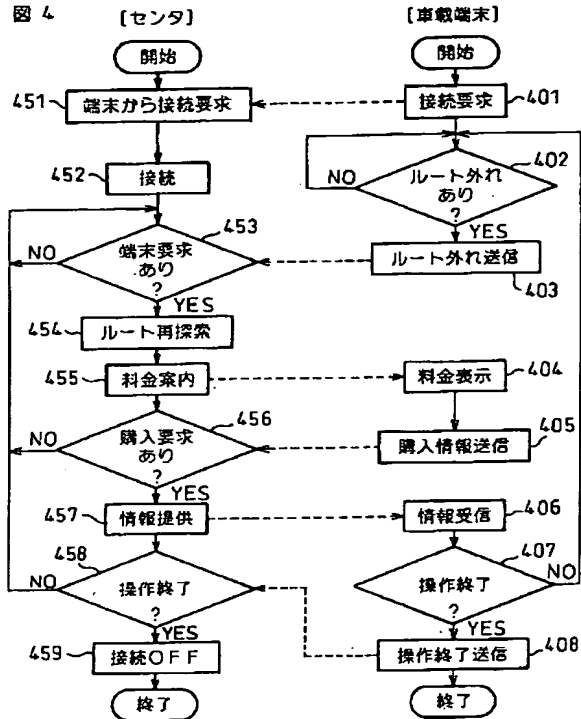 図 4
[センタ]
開始
451
端末から接続要求
452
接続
453
端末要求
あり
?
NO
YES
454
ルート再探索
455
料金案内
456
購入要求
あり
?
NO
YES
457
情報提供
458
操作終了
?
NO
YES
459
接続OFF
終了
[車載端末]
開始
接続要求
401
402
ルート外れ
あり
?
NO
YES
ルート外れ送信
403
料金表示
404
購入情報送信
405
情報受信
406
407
操作終了
?
NO
YES
操作終了送信
408
終了